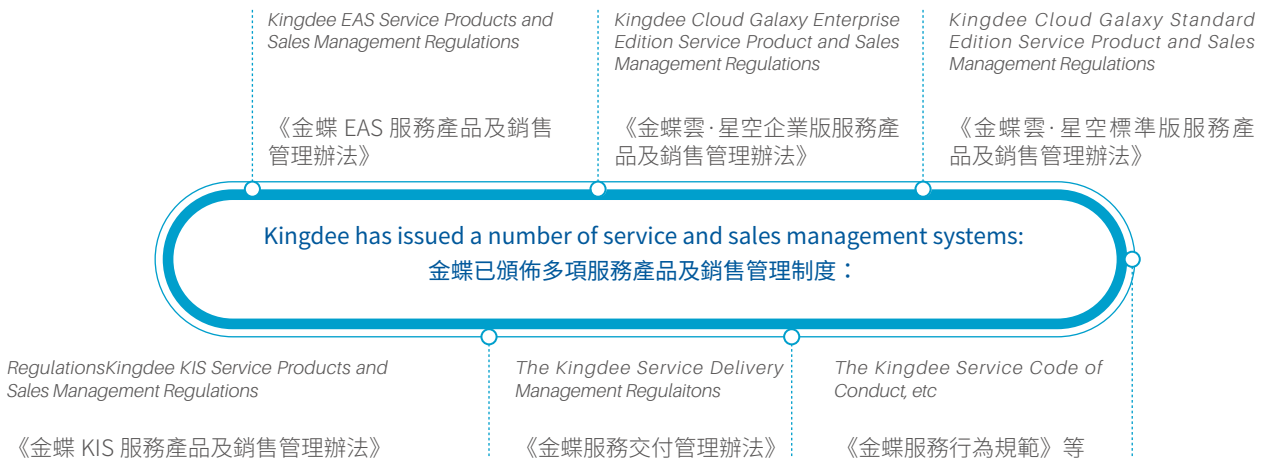 Kingdee EAS Service Products and
Sales Management Regulations
《金蝶 EAS 服務產品及銷售
管理辦法》
Kingdee Cloud Galaxy Enterprise
Edition Service Product and Sales
Management Regulations
《金蝶雲·星空企業版服務產
品及銷售管理辦法》
Kingdee Cloud Galaxy Standard
Edition Service Product and Sales
Management Regulations
《金蝶雲·星空標準版服務產
品及銷售管理辦法》
Kingdee has issued a number of service and sales management systems:
金蝶已頒佈多項服務產品及銷售管理制度：
RegulationsKingdee KIS Service Products and
Sales Management Regulations
《金蝶 KIS 服務產品及銷售管理辦法》
The Kingdee Service Delivery
Management Regulaitons
《金蝶服務交付管理辦法》
The Kingdee Service Code of
Conduct, etc
《金蝶服務行為規範》等